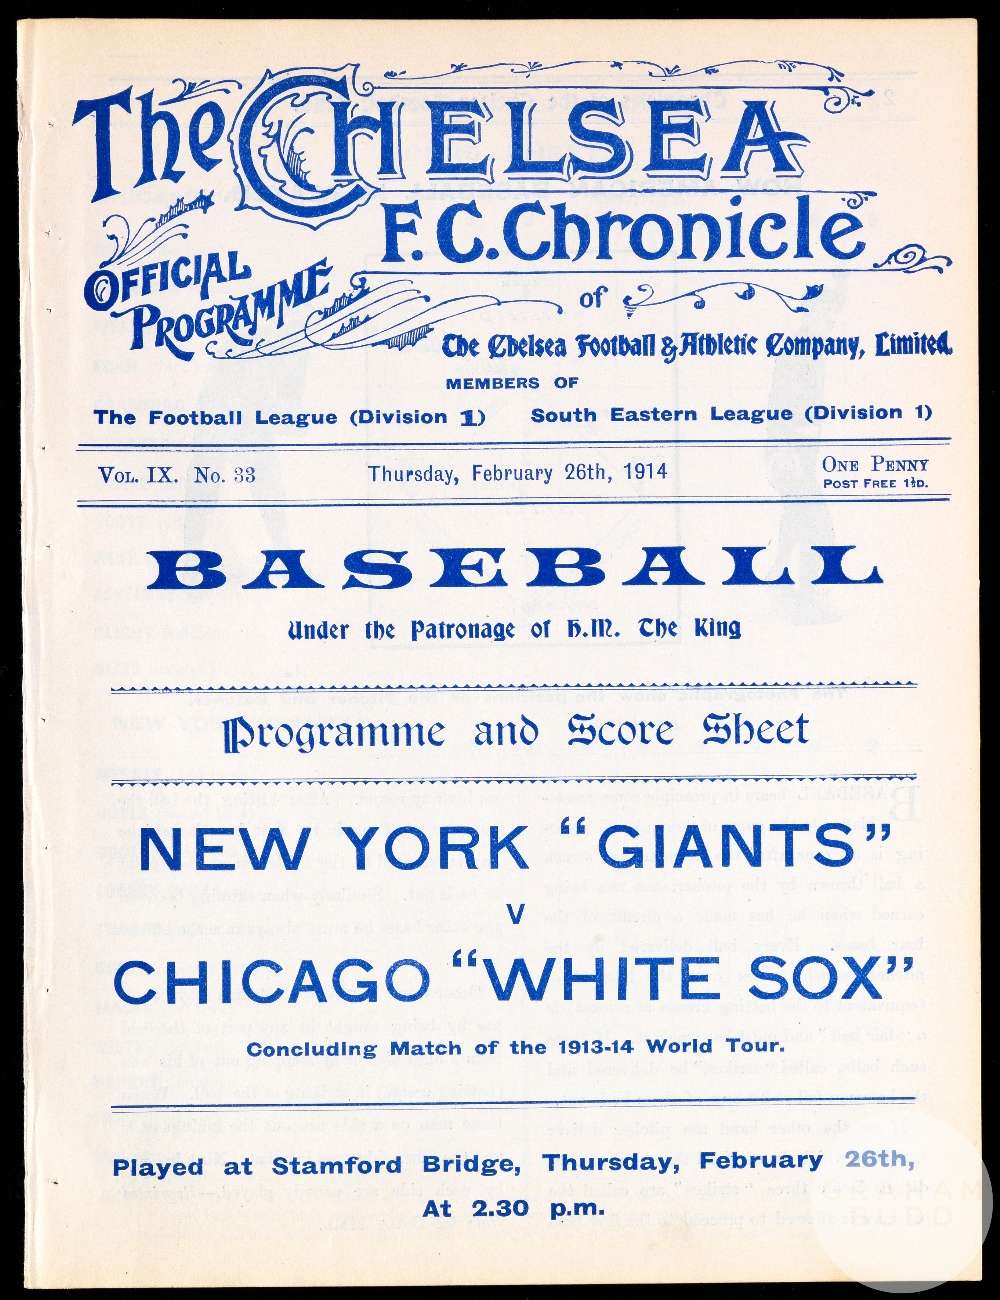 The CHELSEA
F.C. Chronicle
OFFICIAL
PROGRAMME
of
The Chelsea Football & Athletic Company, Limited.
MEMBERS OF
The Football League (Division 1) South Eastern League (Division 1)
VOL. IX. No. 33 Thursday, February 26th, 1914 ONE PENNY
POST FREE 1½D.
BASEBALL
Under the Patronage of H.M. The King
Programme and Score Sheet
NEW YORK "GIANTS"
V
CHICAGO "WHITE SOX"
Concluding Match of the 1913-14 World Tour.
Played at Stamford Bridge, Thursday, February 26th,
At 2.30 p.m.